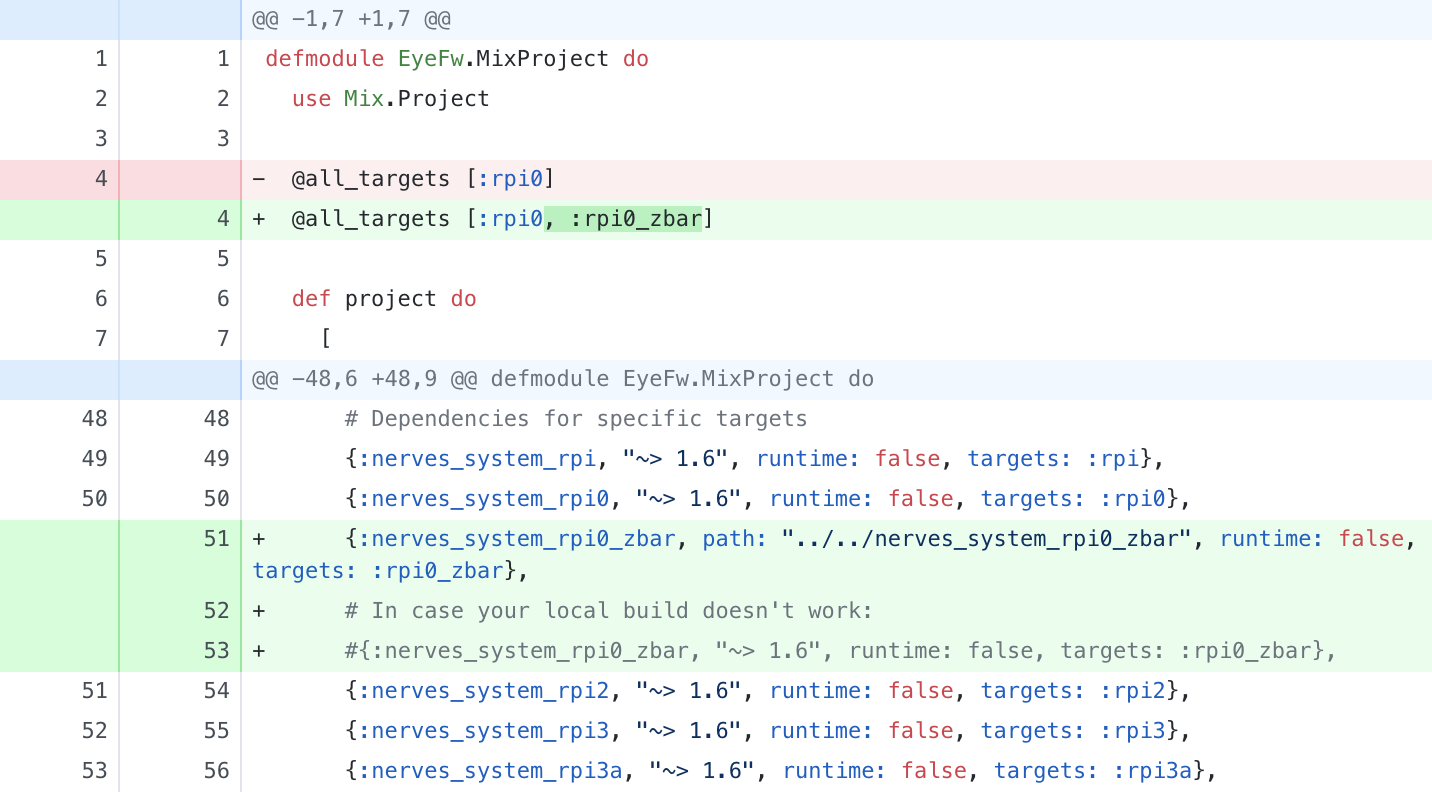 @@ −1,7 +1,7 @@
1 1 defmodule EyeFw.MixProject do
2 2 use Mix.Project
3 3
4 − @all_targets [:rpi0]
4 + @all_targets [:rpi0, :rpi0_zbar]
5 5
6 6 def project do
7 7 [
@@ −48,6 +48,9 @@ defmodule EyeFw.MixProject do
48 48 # Dependencies for specific targets
49 49 {:nerves_system_rpi, "~> 1.6", runtime: false, targets: :rpi},
50 50 {:nerves_system_rpi0, "~> 1.6", runtime: false, targets: :rpi0},
51 + {:nerves_system_rpi0_zbar, path: "../../nerves_system_rpi0_zbar", runtime: false,
targets: :rpi0_zbar},
52 + # In case your local build doesn't work:
53 + #{:nerves_system_rpi0_zbar, "~> 1.6", runtime: false, targets: :rpi0_zbar},
51 54 {:nerves_system_rpi2, "~> 1.6", runtime: false, targets: :rpi2},
52 55 {:nerves_system_rpi3, "~> 1.6", runtime: false, targets: :rpi3},
53 56 {:nerves_system_rpi3a, "~> 1.6", runtime: false, targets: :rpi3a},